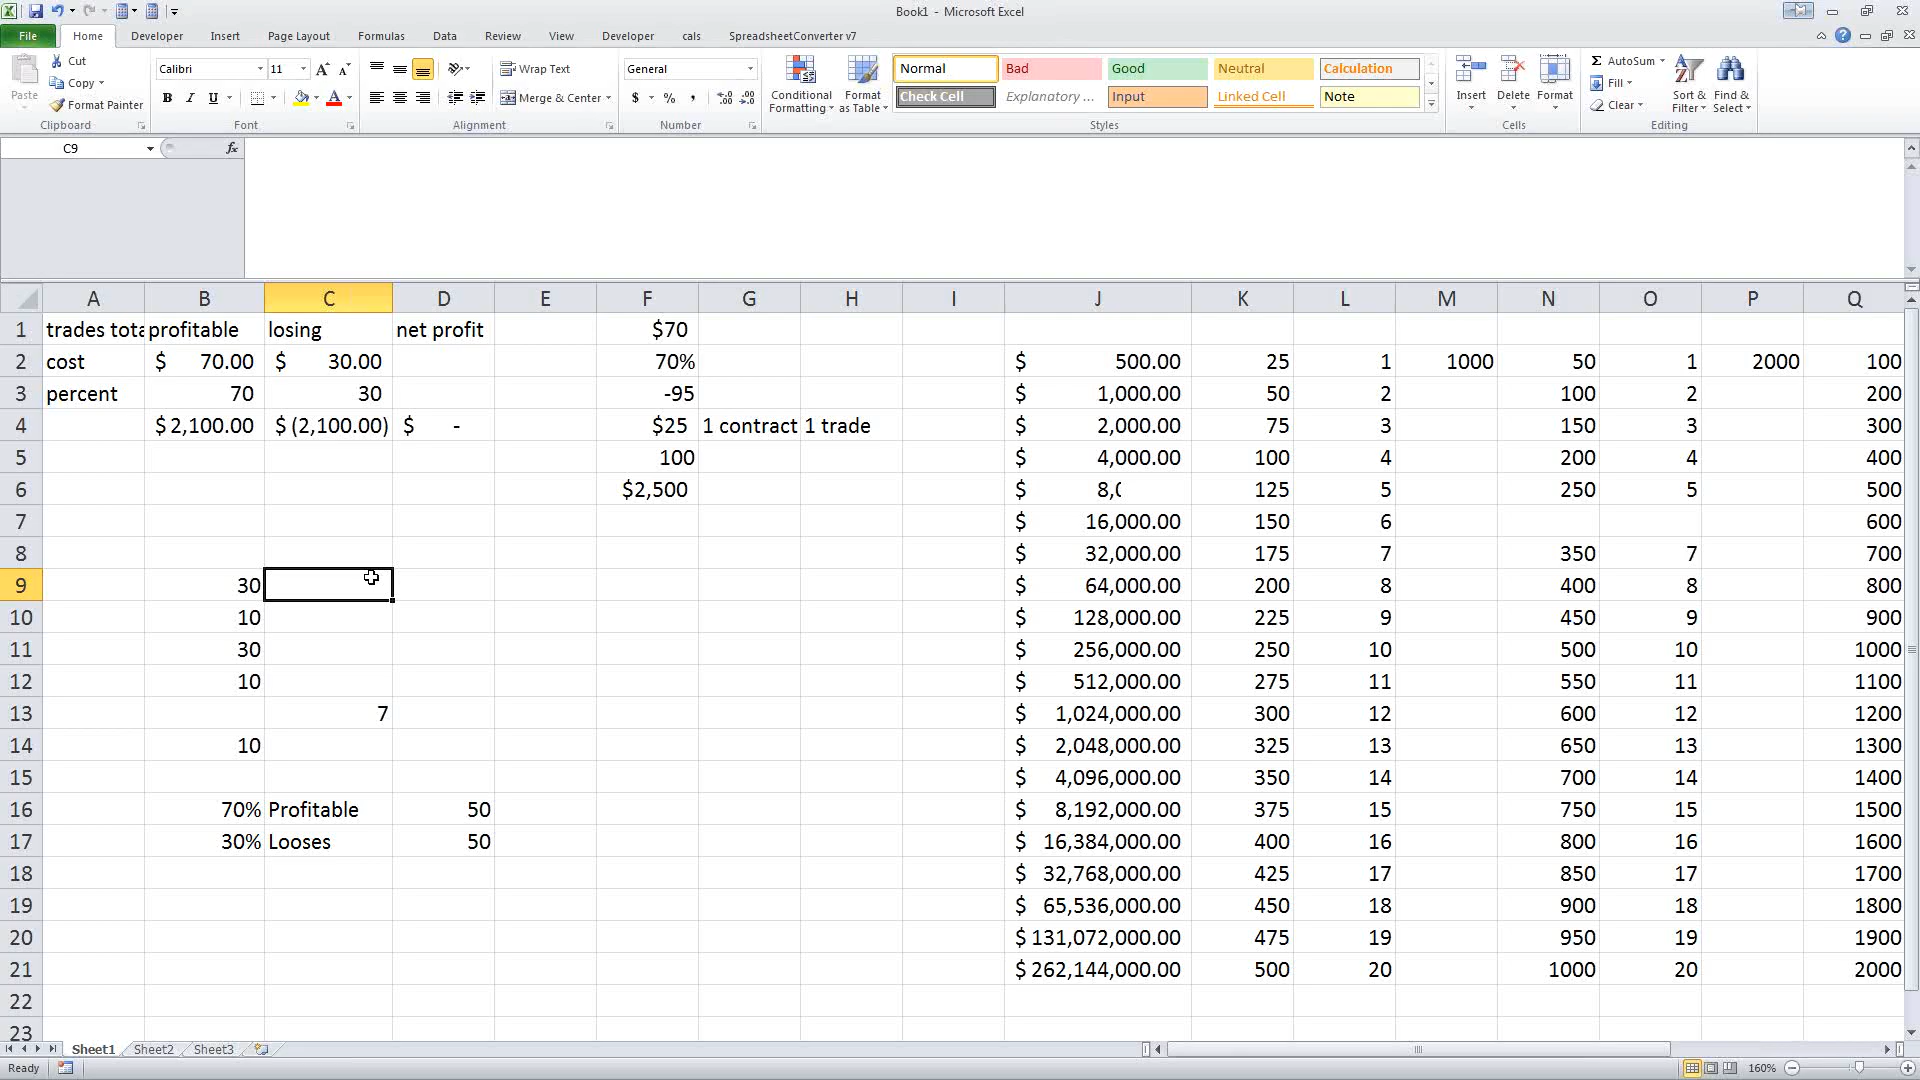 Book1 - Microsoft Excel
File Home Developer Insert Page Layout Formulas Data Review View Developer cals SpreadsheetConverter v7
Paste
Cut
Copy
Format Painter
Clipboard
Calibri 11
B I U
Font
Wrap Text
Merge & Center
Alignment
General
$ % ,
Number
Conditional Formatting
Format as Table
Normal Bad Good Neutral Calculation
Check Cell Explanatory ... Input Linked Cell Note
Styles
Insert Delete Format
Cells
AutoSum
Fill
Clear
Sort & Filter
Find & Select
Editing
C9 fx
A B C D E F G H I J K L M N O P Q
1 trades tota profitable losing net profit $70
2 cost $ 70.00 $ 30.00 70% $ 500.00 25 1 1000 50 1 2000 100
3 percent 70 30 -95 $ 1,000.00 50 2 100 2 200
4 $ 2,100.00 $ (2,100.00) $ - $25 1 contract 1 trade $ 2,000.00 75 3 150 3 300
5 100 $ 4,000.00 100 4 200 4 400
6 $2,500 $ 8,0 125 5 250 5 500
7 $ 16,000.00 150 6 600
8 $ 32,000.00 175 7 350 7 700
9 30 $ 64,000.00 200 8 400 8 800
10 10 $ 128,000.00 225 9 450 9 900
11 30 $ 256,000.00 250 10 500 10 1000
12 10 $ 512,000.00 275 11 550 11 1100
13 7 $ 1,024,000.00 300 12 600 12 1200
14 10 $ 2,048,000.00 325 13 650 13 1300
15 $ 4,096,000.00 350 14 700 14 1400
16 70% Profitable 50 $ 8,192,000.00 375 15 750 15 1500
17 30% Looses 50 $ 16,384,000.00 400 16 800 16 1600
18 $ 32,768,000.00 425 17 850 17 1700
19 $ 65,536,000.00 450 18 900 18 1800
20 $ 131,072,000.00 475 19 950 19 1900
21 $ 262,144,000.00 500 20 1000 20 2000
22
23
Sheet1 Sheet2 Sheet3
Ready 160%